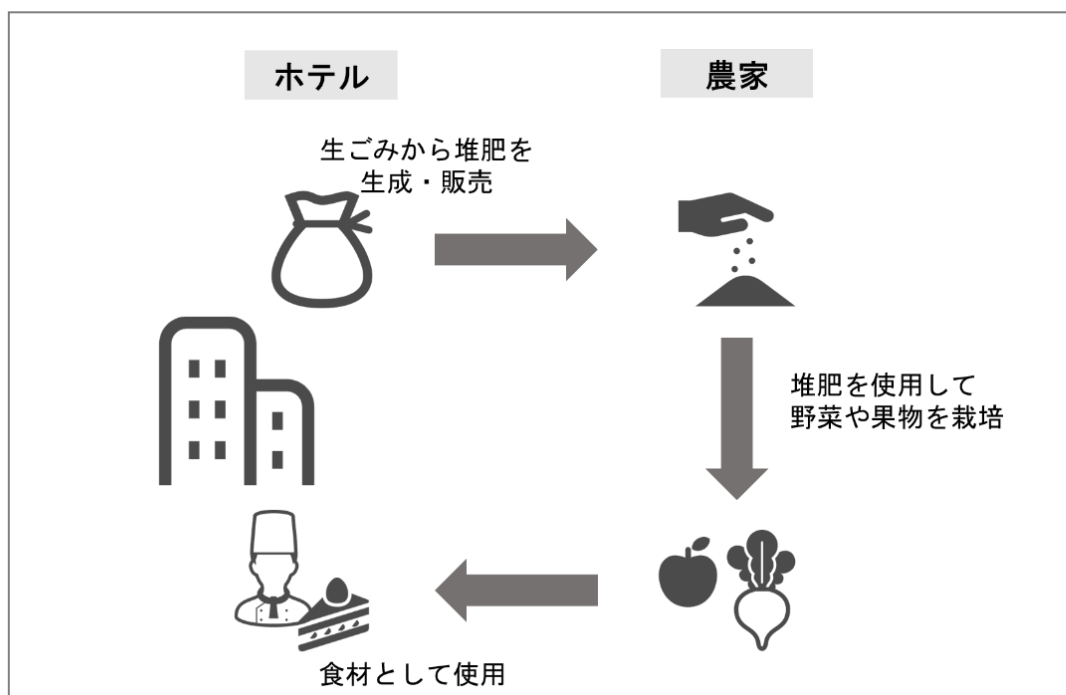 ホテル
農家
生ごみから堆肥を
生成・販売
堆肥を使用して
野菜や果物を栽培
食材として使用